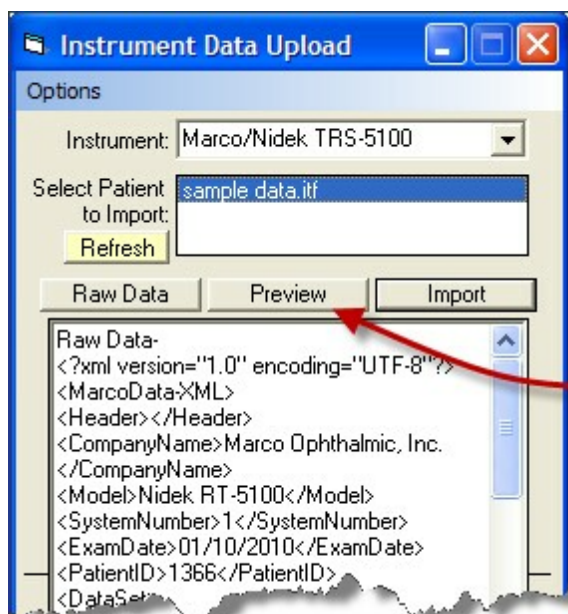 Instrument Data Upload
Options
Instrument: Marco/Nidek TRS-5100
Select Patient
to Import:
sample data.itf
Refresh
Raw Data Preview Import
Raw Data-
<?xml version="1.0" encoding="UTF-8"?>
<MarcoData-XML>
<Header></Header>
<CompanyName>Marco Ophthalmic, Inc.
</CompanyName>
<Model>Nidek RT-5100</Model>
<SystemNumber>1</SystemNumber>
<ExamDate>01/10/2010</ExamDate>
<PatientID>1366</PatientID>
<DataSet